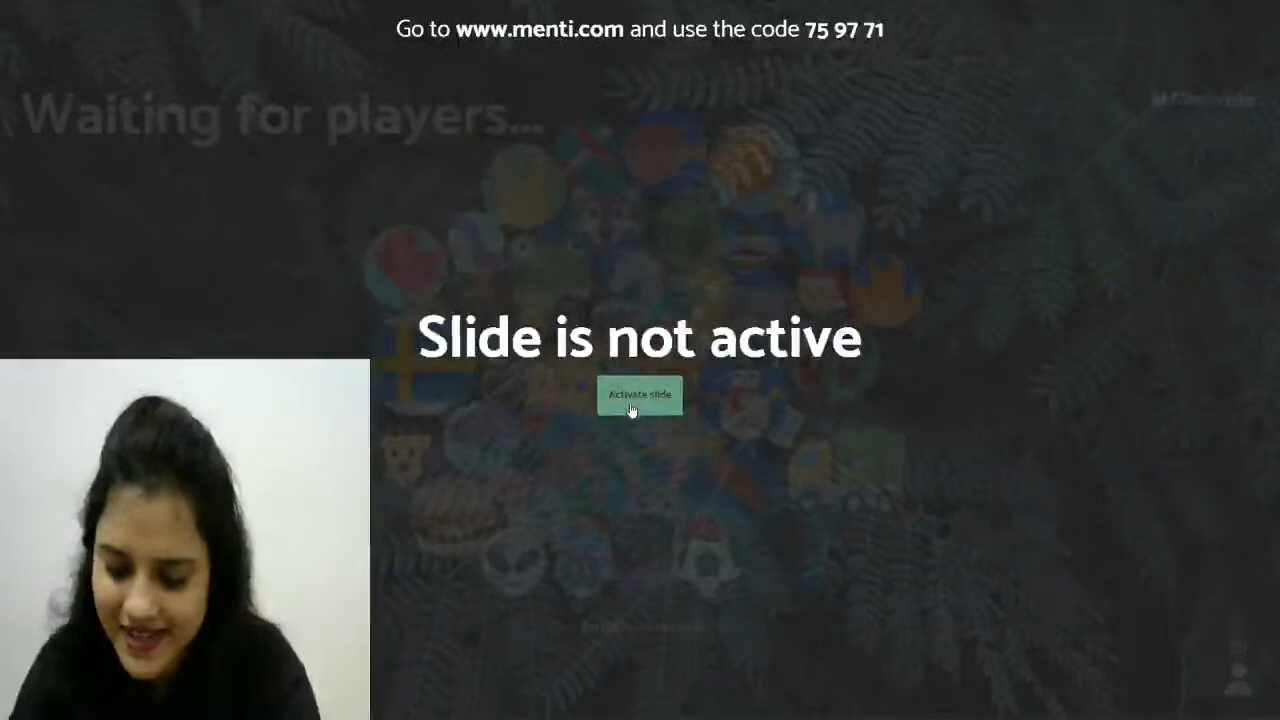 Go to www.menti.com and use the code 75 97 71
Waiting for players...
Slide is not active
Activate slide